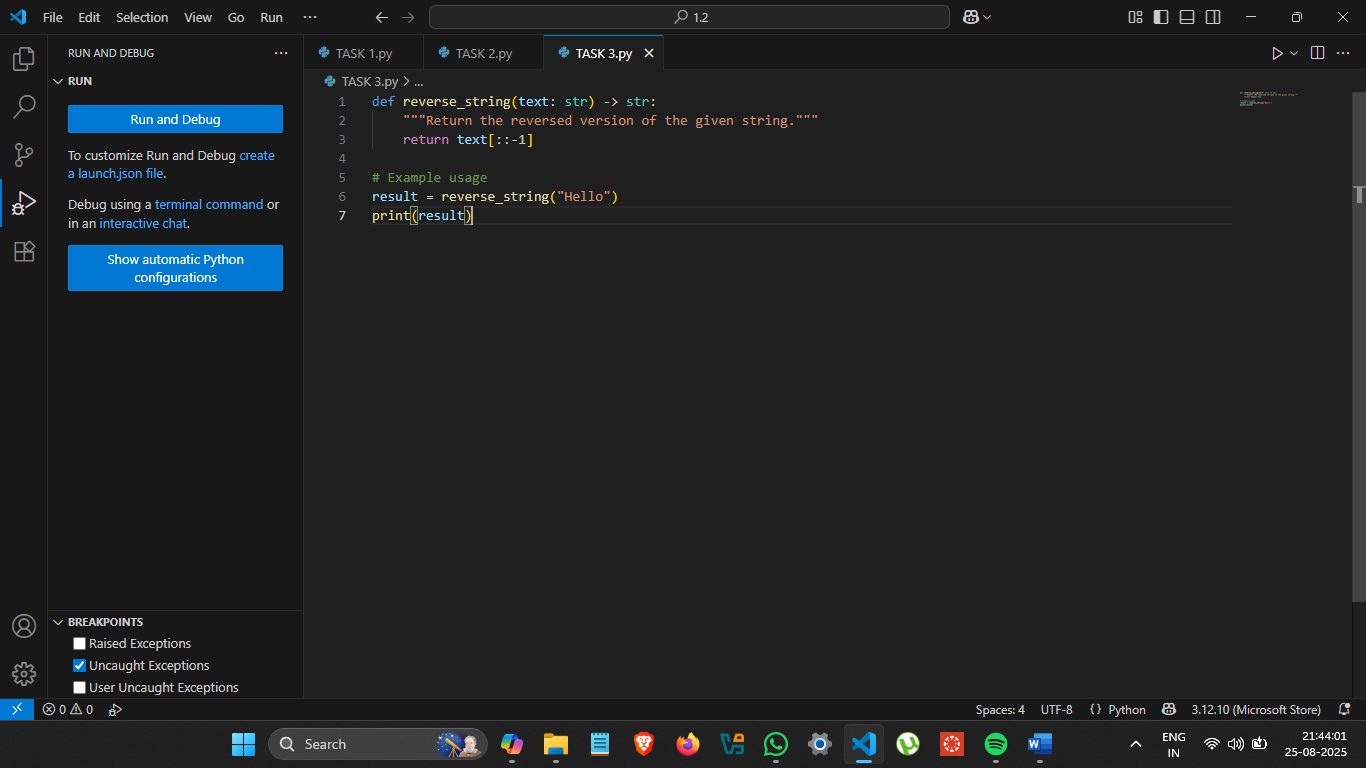 File Edit Selection View Go Run ··· 1.2
RUN AND DEBUG ···
RUN
Run and Debug
To customize Run and Debug create
a launch.json file.
Debug using a terminal command or
in an interactive chat.
Show automatic Python
configurations
TASK 1.py TASK 2.py TASK 3.py
TASK 3.py > ...
1 def reverse_string(text: str) -> str:
2     """Return the reversed version of the given string."""
3     return text[::-1]
4
5 # Example usage
6 result = reverse_string("Hello")
7 print(result)
BREAKPOINTS
Raised Exceptions
Uncaught Exceptions
User Uncaught Exceptions
0 0 Spaces: 4 UTF-8 {} Python 3.12.10 (Microsoft Store)
Search
ENG
IN
21:44:01
25-08-2025